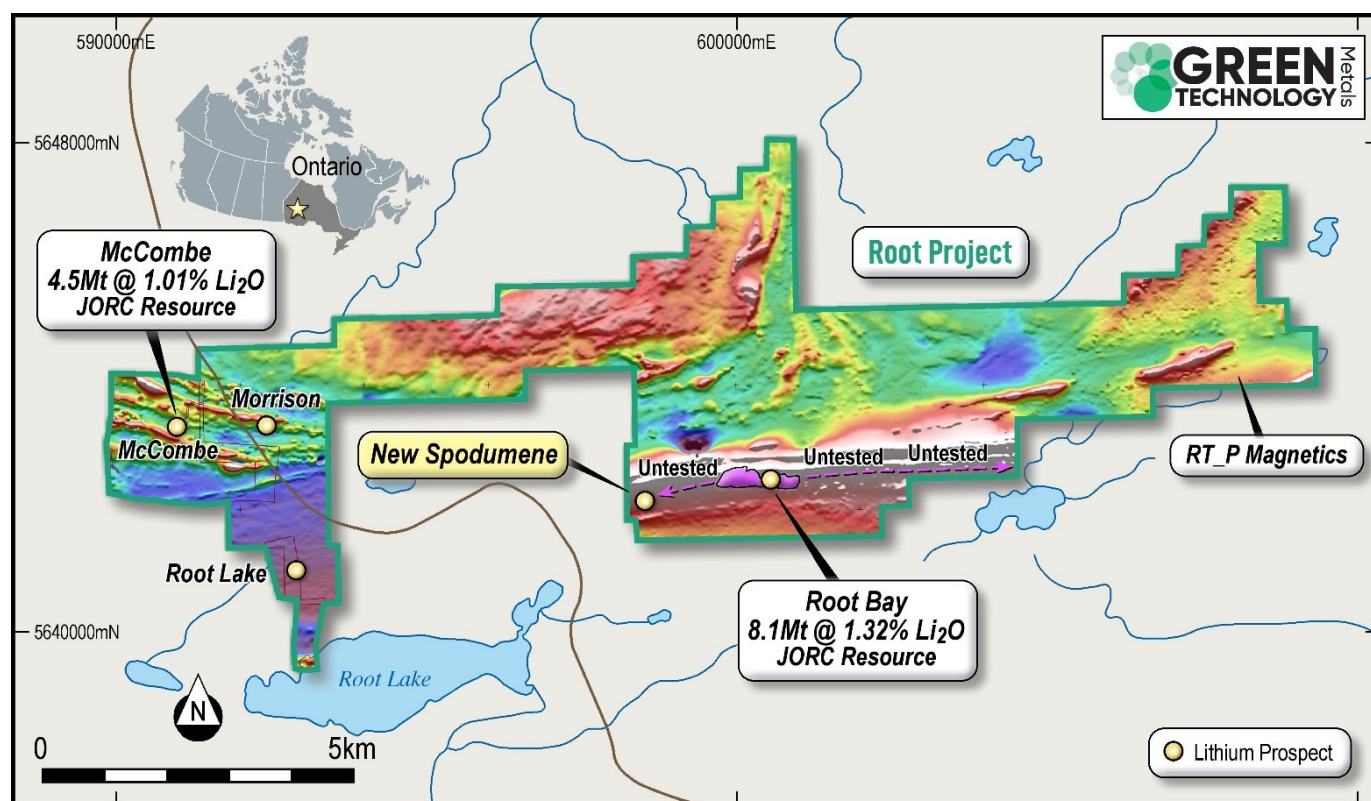 590000mE
600000mE
5648000mN
Ontario
GREEN
TECHNOLOGY
Metals
McCombe
4.5Mt @ 1.01% Li₂O
JORC Resource
Root Project
Morrison
McCombe
New Spodumene
Untested
Untested
Untested
RT_P Magnetics
Root Lake
Root Bay
8.1Mt @ 1.32% Li₂O
JORC Resource
5640000mN
Root Lake
N
0
5km
Lithium Prospect